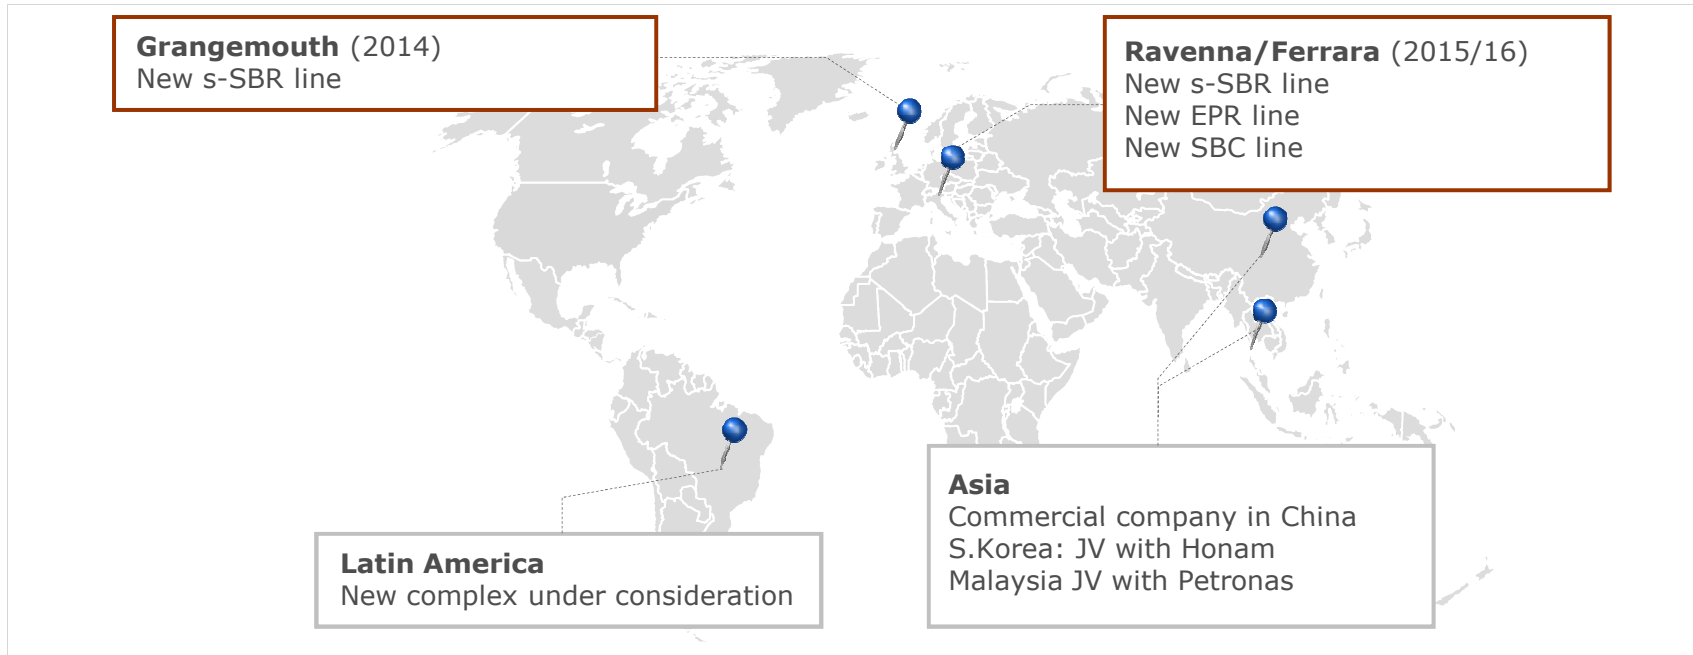 Grangemouth (2014)
New s-SBR line
Ravenna/Ferrara (2015/16)
New s-SBR line
New EPR line
New SBC line
Latin America
New complex under consideration
Asia
Commercial company in China
S.Korea: JV with Honam
Malaysia JV with Petronas